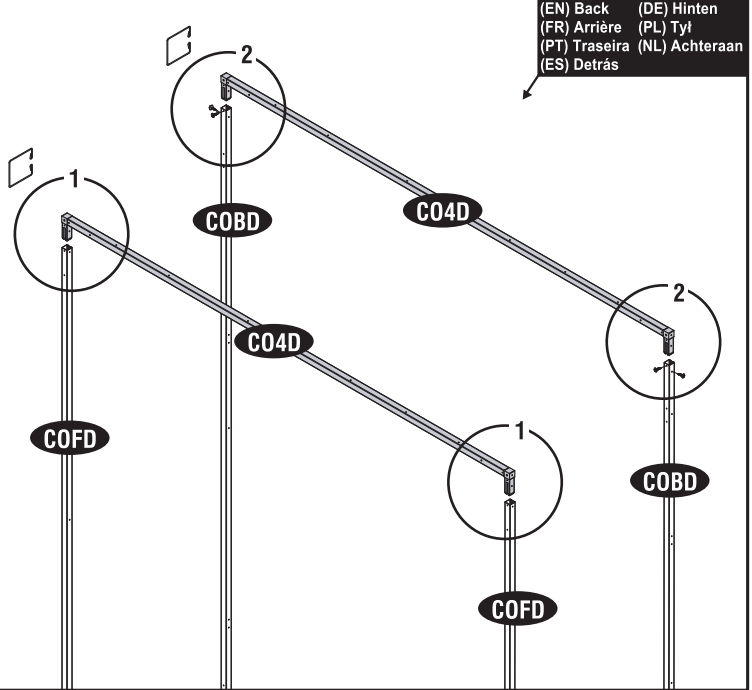 (EN) Back (DE) Hinten
(FR) Arrière (PL) Tył
(PT) Traseira (NL) Achteraan
(ES) Detrás
2
1
COBD
CO4D
2
CO4D
1
COFD
COBD
COFD